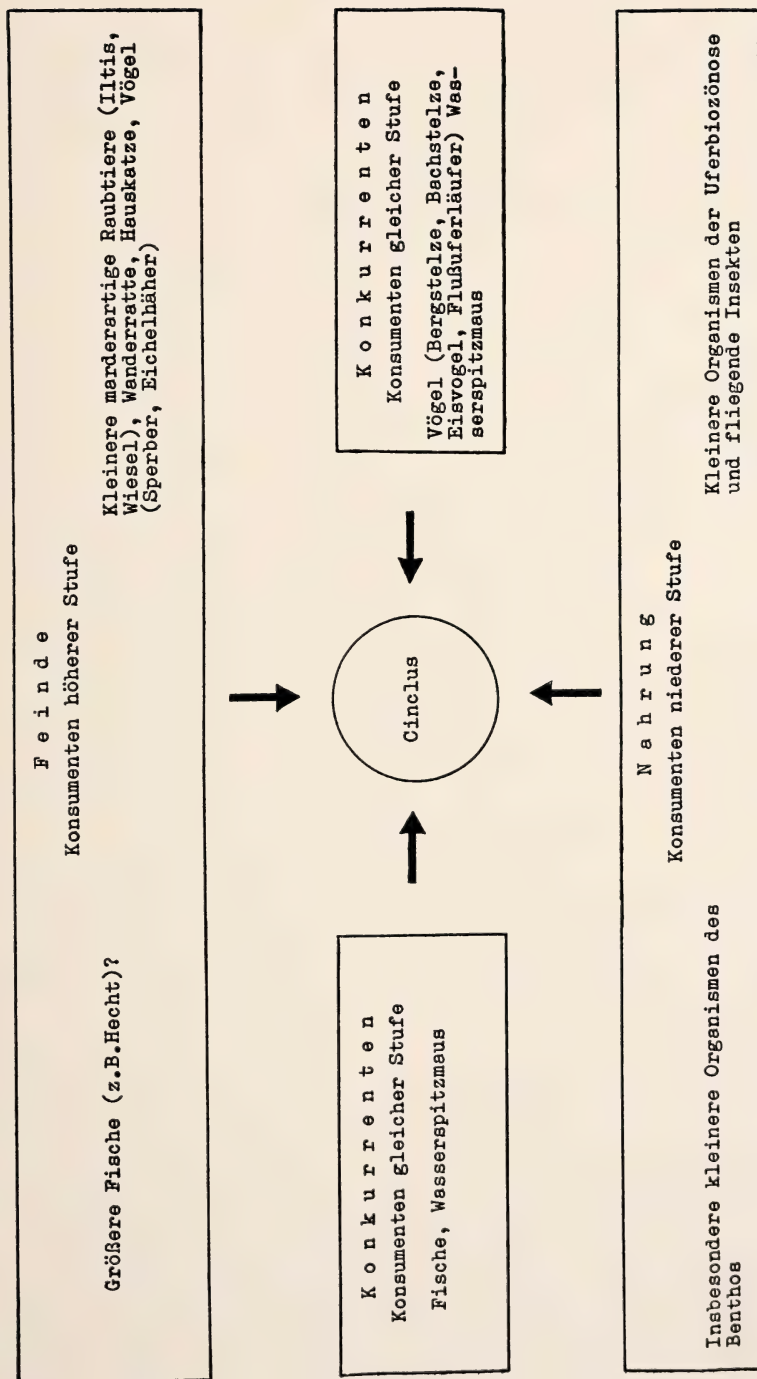 F e i n d e
Konsumenten höherer Stufe
Größere Fische (z.B.Hecht)?
Kleinere marderartige Raubtiere (Iltis,
Wiesel), Wanderratte, Hauskatze, Vögel
(Sperber, Eichelhäher)
K o n k u r r e n t e n
Konsumenten gleicher Stufe
Fische, Wasserspitzmaus
Cinclus
K o n k u r r e n t e n
Konsumenten gleicher Stufe
Vögel (Bergstelze, Bachstelze,
Eisvogel, Flußuferläufer) Was-
serspitzmaus
N a h r u n g
Konsumenten niederer Stufe
Insbesondere kleinere Organismen des
Benthos
Kleinere Organismen der Uferbiozönose
und fliegende Insekten